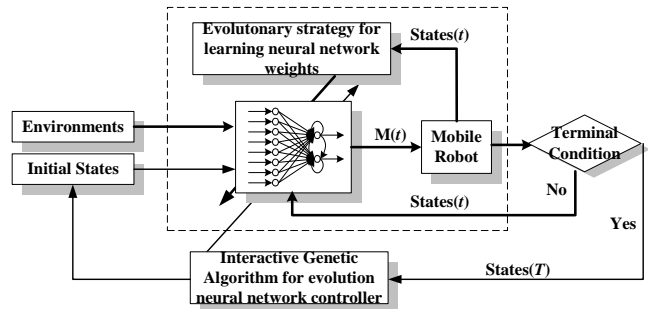 Evolutonary strategy for
learning neural network
weights
States(t)
Environments
Initial States
M(t)
Mobile
Robot
Terminal
Condition
No
States(t)
Yes
Interactive Genetic
Algorithm for evolution
neural network controller
States(T)